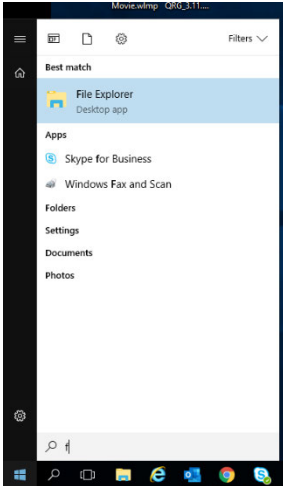 Movie.wlmp QRG_3.11....
Filters
Best match
File Explorer
Desktop app
Apps
Skype for Business
Windows Fax and Scan
Folders
Settings
Documents
Photos
f